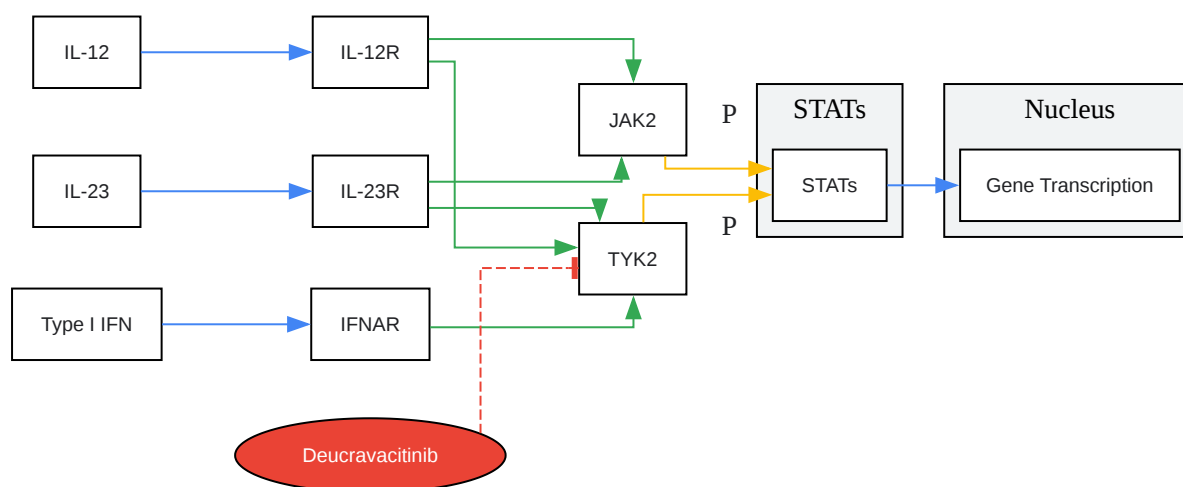 IL-12
IL-12R
JAK2
P
STATs
Nucleus
IL-23
IL-23R
STATs
Gene Transcription
P
TYK2
Type I IFN
IFNAR
Deucravacitinib